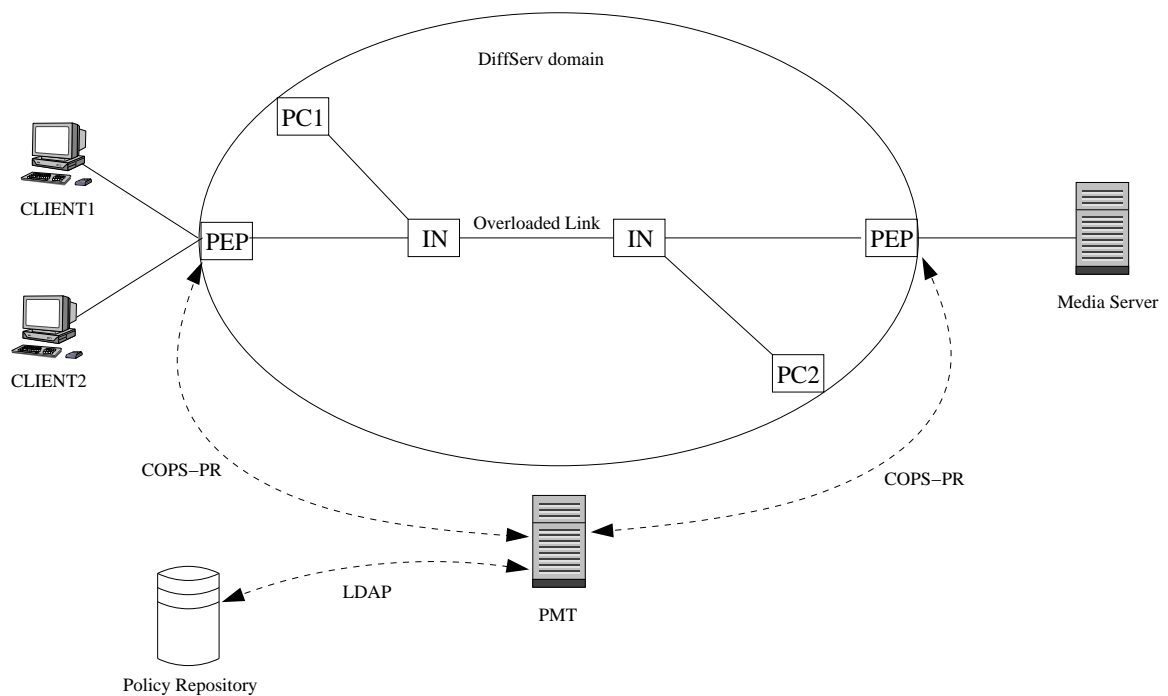 DiffServ domain
PC1
CLIENT1
PEP
IN
Overloaded Link
IN
PEP
Media Server
CLIENT2
PC2
COPS−PR
COPS−PR
LDAP
PMT
Policy Repository